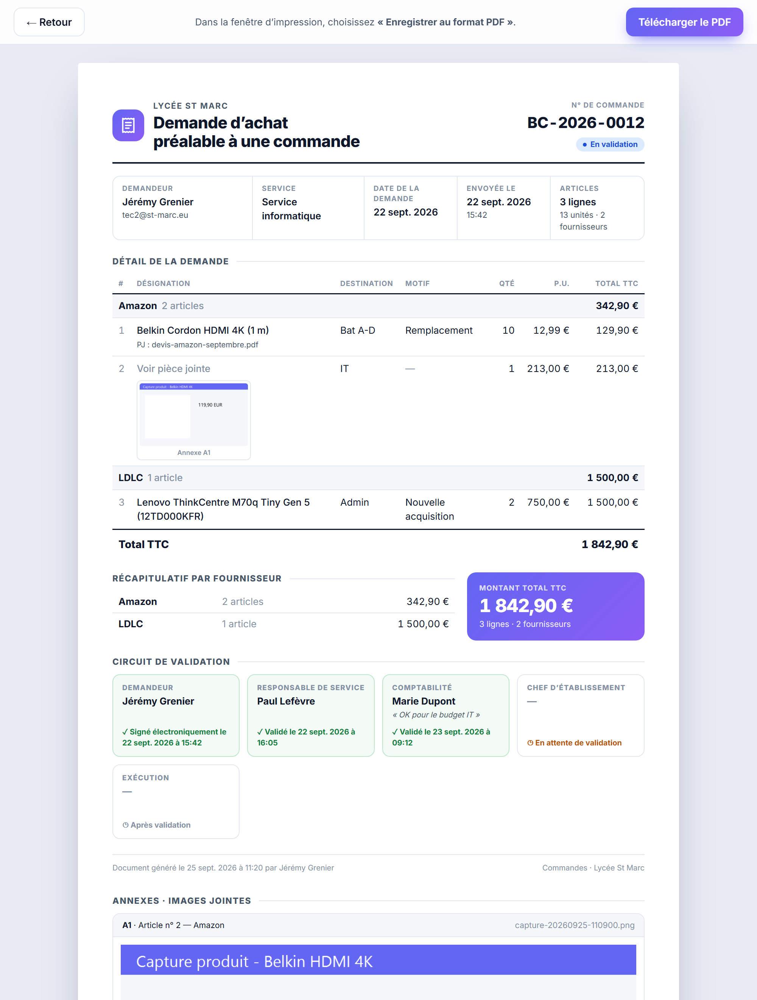 ← Retour
Dans la fenêtre d’impression, choisissez « Enregistrer au format PDF ».
Télécharger le PDF
LYCÉE ST MARC
Demande d’achat
préalable à une commande
N° DE COMMANDE
BC-2026-0012
En validation
DEMANDEUR
Jérémy Grenier
tec2@st-marc.eu
SERVICE
Service
informatique
DATE DE LA
DEMANDE
22 sept. 2026
ENVOYÉE LE
22 sept. 2026
15:42
ARTICLES
3 lignes
13 unités · 2
fournisseurs
DÉTAIL DE LA DEMANDE
# DÉSIGNATION DESTINATION MOTIF QTÉ P.U. TOTAL TTC
Amazon 2 articles 342,90 €
1 Belkin Cordon HDMI 4K (1 m) Bat A-D Remplacement 10 12,99 € 129,90 €
PJ : devis-amazon-septembre.pdf
2 Voir pièce jointe IT — 1 213,00 € 213,00 €
Capture produit - Belkin HDMI 4K
119,90 EUR
Annexe A1
LDLC 1 article 1 500,00 €
3 Lenovo ThinkCentre M70q Tiny Gen 5 Admin Nouvelle 2 750,00 € 1 500,00 €
(12TD000KFR) acquisition
Total TTC 1 842,90 €
RÉCAPITULATIF PAR FOURNISSEUR
Amazon 2 articles 342,90 €
LDLC 1 article 1 500,00 €
MONTANT TOTAL TTC
1 842,90 €
3 lignes · 2 fournisseurs
CIRCUIT DE VALIDATION
DEMANDEUR
Jérémy Grenier
✓ Signé électroniquement le
22 sept. 2026 à 15:42
RESPONSABLE DE SERVICE
Paul Lefèvre
✓ Validé le 22 sept. 2026 à
16:05
COMPTABILITÉ
Marie Dupont
« OK pour le budget IT »
✓ Validé le 23 sept. 2026 à
09:12
CHEF D’ÉTABLISSEMENT
—
◷ En attente de validation
EXÉCUTION
—
◷ Après validation
Document généré le 25 sept. 2026 à 11:20 par Jérémy Grenier
Commandes · Lycée St Marc
ANNEXES · IMAGES JOINTES
A1 · Article n° 2 — Amazon
capture-20260925-110900.png
Capture produit - Belkin HDMI 4K